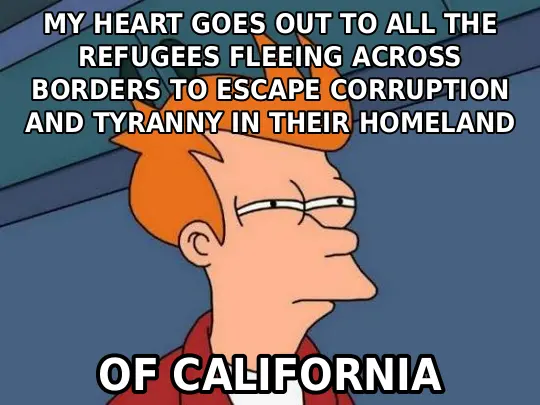 MY HEART GOES OUT TO ALL THE
REFUGEES FLEEING ACROSS
BORDERS TO ESCAPE CORRUPTION
AND TYRANNY IN THEIR HOMELAND
OF CALIFORNIA